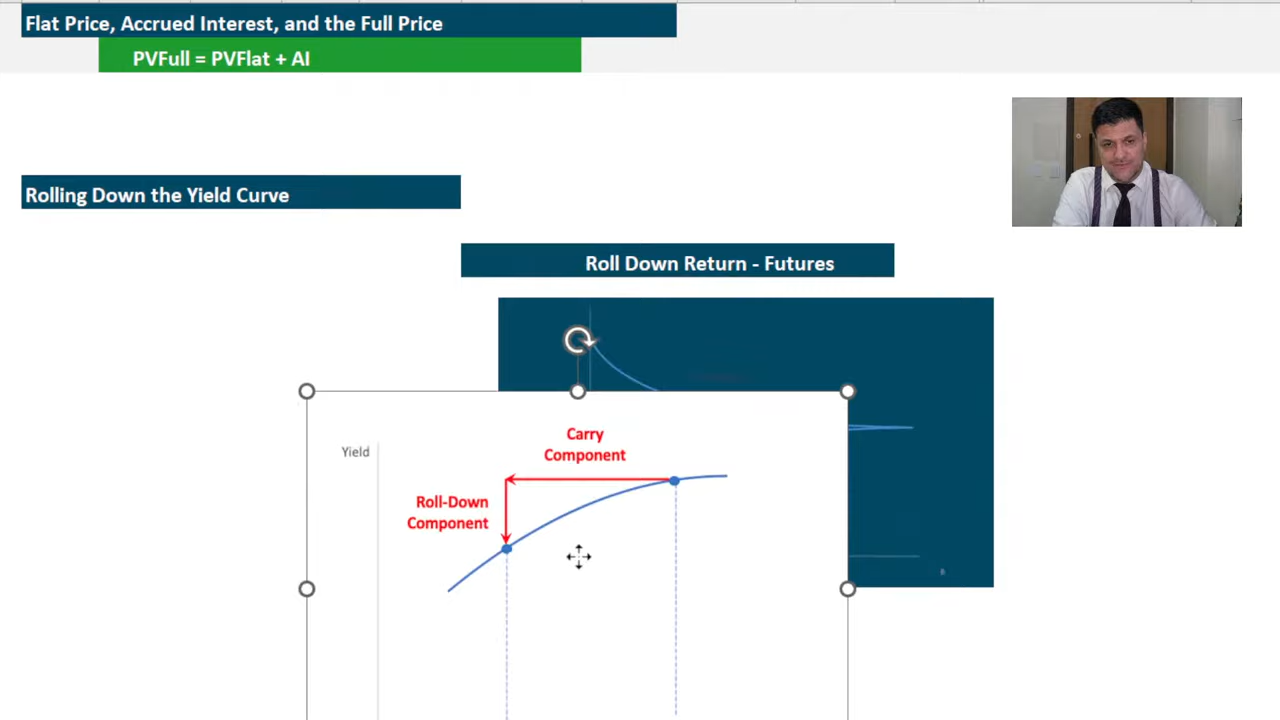 Flat Price, Accrued Interest, and the Full Price
PVFull = PVFlat + AI
Rolling Down the Yield Curve
Roll Down Return - Futures
Carry
Component
Yield
Roll-Down
Component